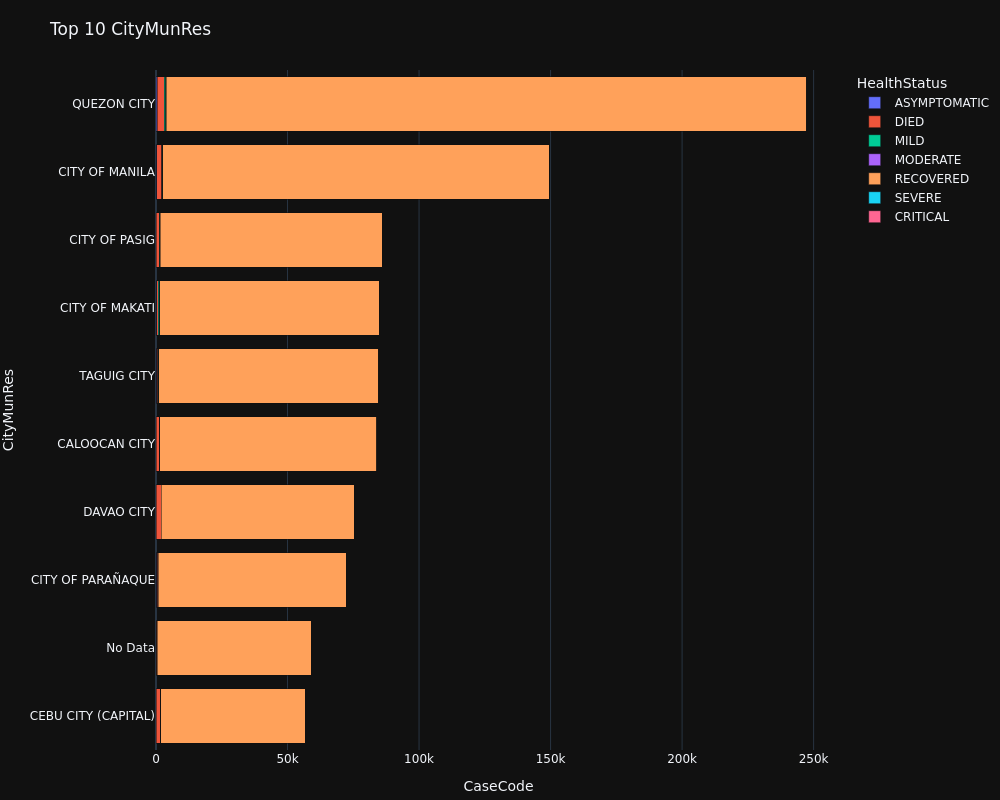 Top 10 CityMunRes
HealthStatus
ASYMPTOMATIC
DIED
MILD
MODERATE
RECOVERED
SEVERE
CRITICAL
CityMunRes
QUEZON CITY
CITY OF MANILA
CITY OF PASIG
CITY OF MAKATI
TAGUIG CITY
CALOOCAN CITY
DAVAO CITY
CITY OF PARAÑAQUE
No Data
CEBU CITY (CAPITAL)
0 50k 100k 150k 200k 250k
CaseCode